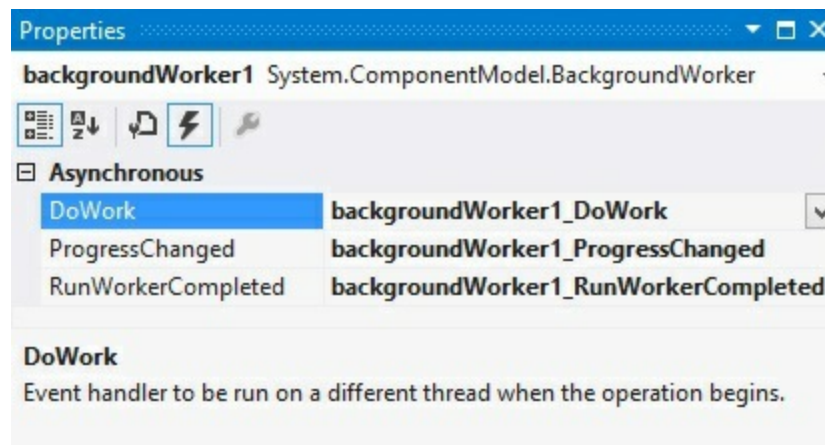 Properties
backgroundWorker1 System.ComponentModel.BackgroundWorker
Asynchronous
DoWork backgroundWorker1_DoWork
ProgressChanged backgroundWorker1_ProgressChanged
RunWorkerCompleted backgroundWorker1_RunWorkerCompleted
DoWork
Event handler to be run on a different thread when the operation begins.